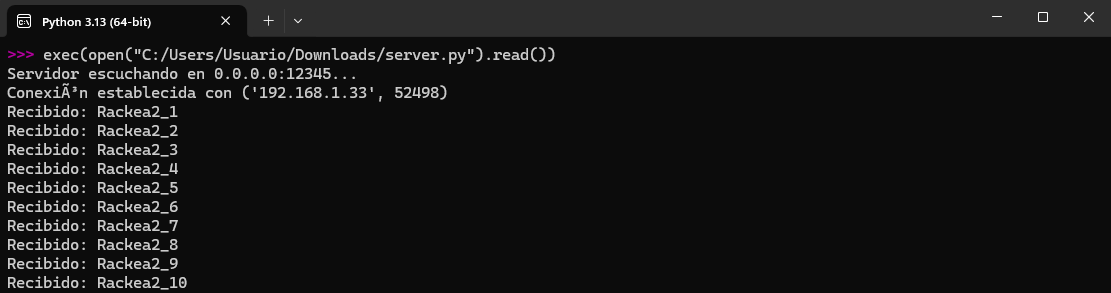 Python 3.13 (64-bit)
>>> exec(open("C:/Users/Usuario/Downloads/server.py").read())
Servidor escuchando en 0.0.0.0:12345...
ConexiÃ³n establecida con ('192.168.1.33', 52498)
Recibido: Rackea2_1
Recibido: Rackea2_2
Recibido: Rackea2_3
Recibido: Rackea2_4
Recibido: Rackea2_5
Recibido: Rackea2_6
Recibido: Rackea2_7
Recibido: Rackea2_8
Recibido: Rackea2_9
Recibido: Rackea2_10